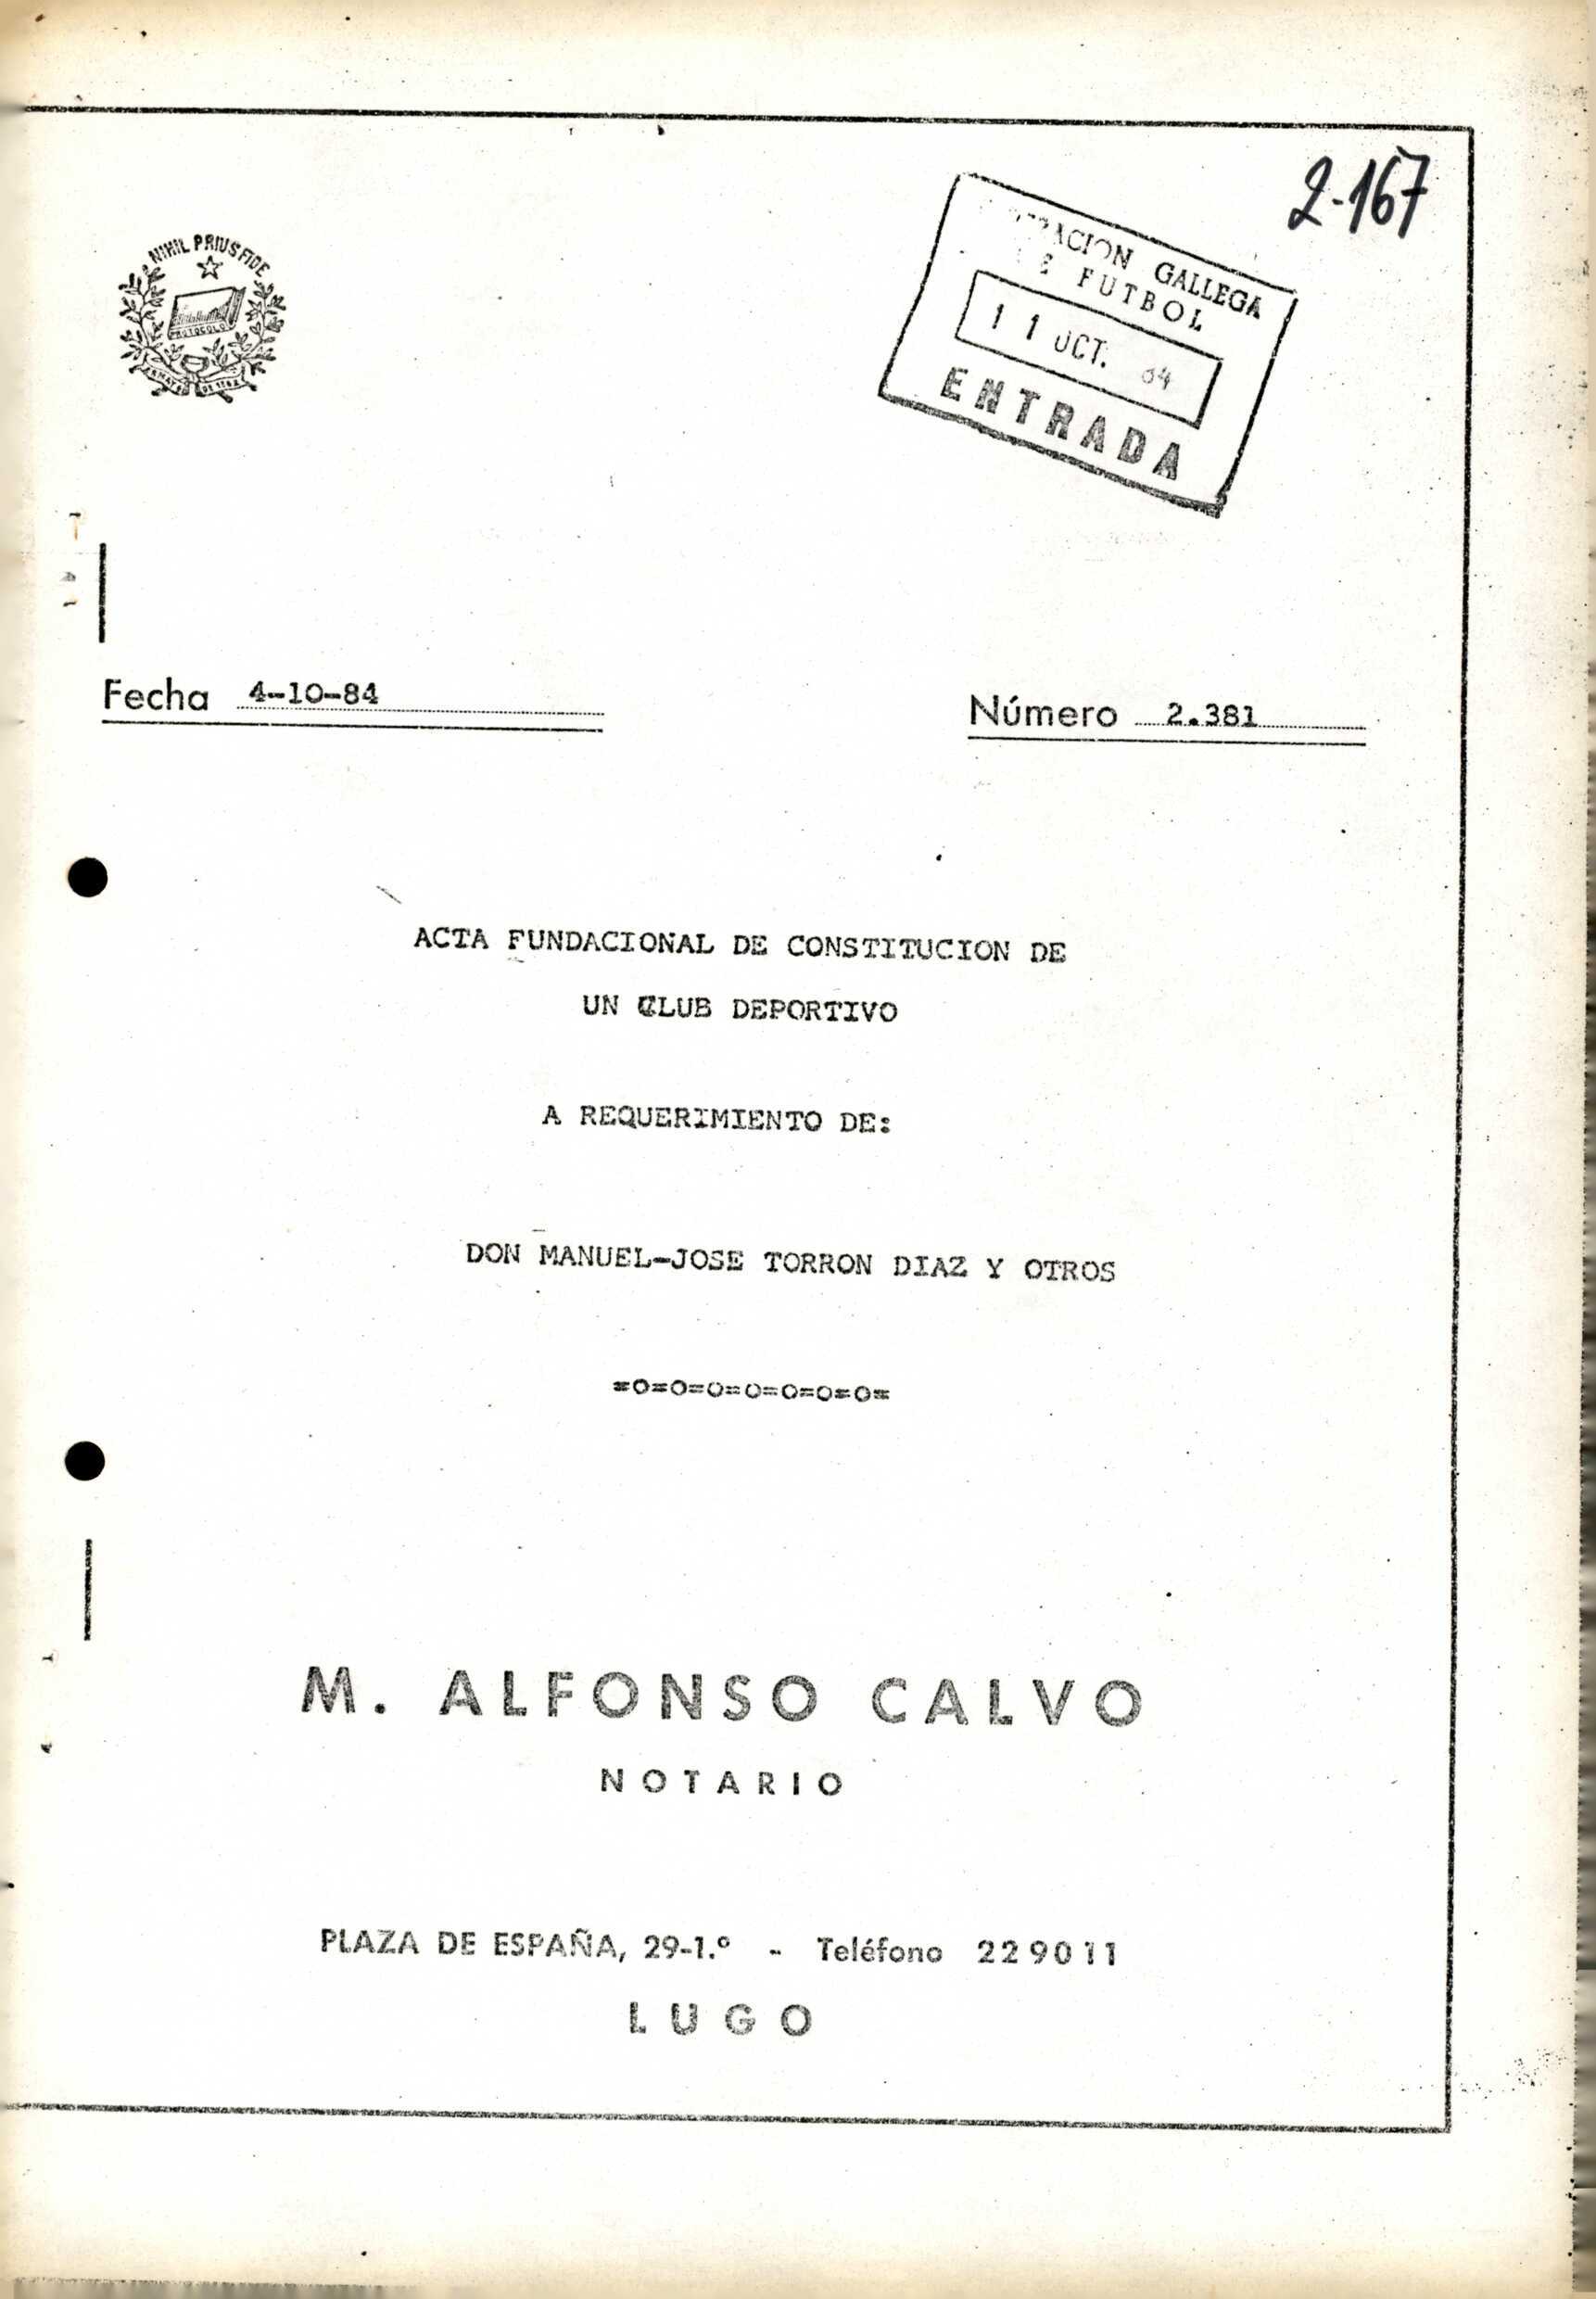 2-167
NIHIL PRIUS FIDE
PROTOCOLO
DE 1862
GALLEGA
FUTBOL
11 OCT. 84
ENTRADA
Fecha 4-10-84
Número 2.381
ACTA FUNDACIONAL DE CONSTITUCION DE
UN CLUB DEPORTIVO
A REQUERIMIENTO DE:
DON MANUEL-JOSE TORRON DIAZ Y OTROS
=O=O=O=O=O=O=O=
M. ALFONSO CALVO
NOTARIO
PLAZA DE ESPAÑA, 29-1.º - Teléfono 229011
LUGO